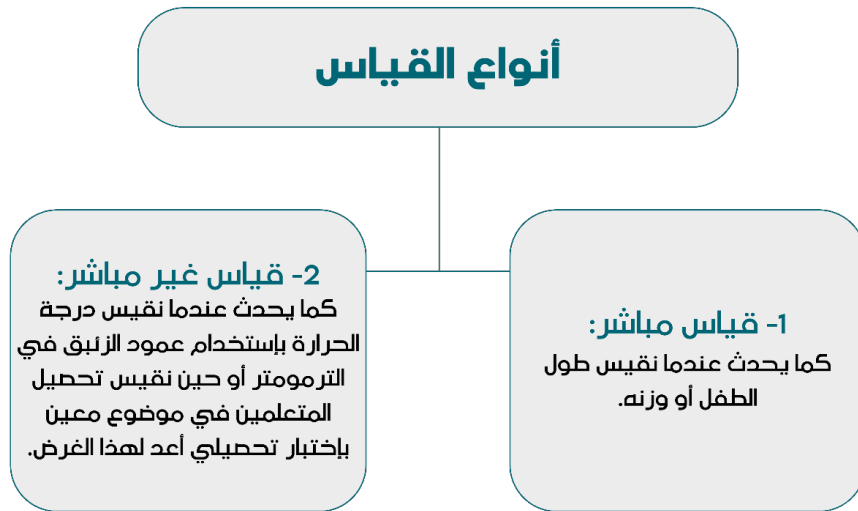 أنواع القياس
1- قياس مباشر:
كما يحدث عندما نقيس طول
الطفل أو وزنه.
2- قياس غير مباشر:
كما يحدث عندما نقيس درجة
الحرارة بإستخدام عمود الزئبق في
الترمومتر أو حين نقيس تحصيل
المتعلمين في موضوع معين
بإختبار تحصيلي أعد لهذا الغرض.